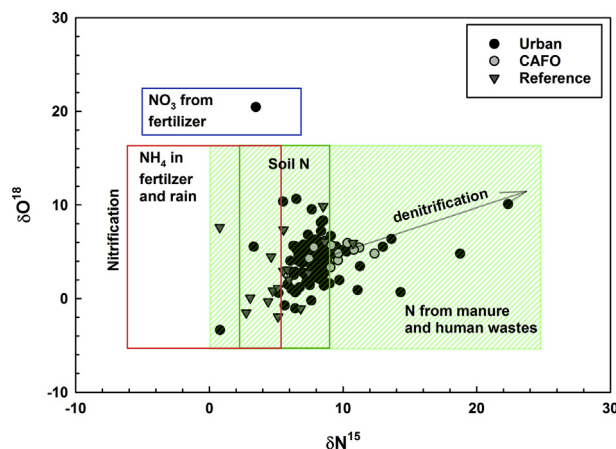 30
20
10
0
-10
-10
0
10
20
30
δO18
δN15
Nitrification
Urban
CAFO
Reference
NO3 from
fertilizer
NH4 in
fertilzer
and rain
Soil N
denitrification
N from manure
and human wastes